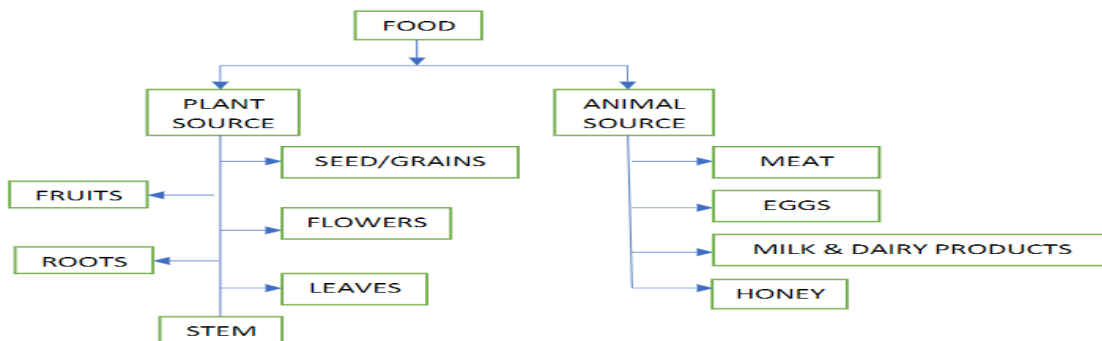 FOOD
PLANT
SOURCE
ANIMAL
SOURCE
SEED/GRAINS
MEAT
FRUITS
EGGS
FLOWERS
ROOTS
MILK & DAIRY PRODUCTS
LEAVES
HONEY
STEM